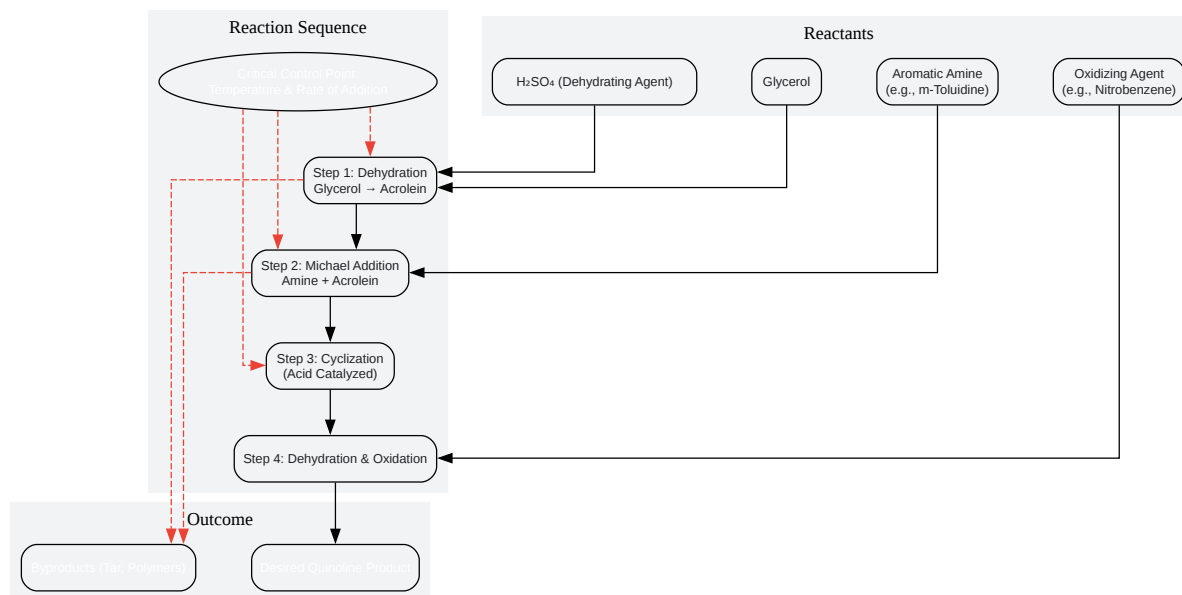 Reaction Sequence
Critical Control Point:
Temperature & Rate of Addition
Reactants
H₂SO₄ (Dehydrating Agent)
Glycerol
Aromatic Amine
(e.g., m-Toluidine)
Oxidizing Agent
(e.g., Nitrobenzene)
Step 1: Dehydration
Glycerol → Acrolein
Step 2: Michael Addition
Amine + Acrolein
Step 3: Cyclization
(Acid Catalyzed)
Step 4: Dehydration & Oxidation
Outcome
Byproducts (Tar, Polymers)
Desired Quinoline Product